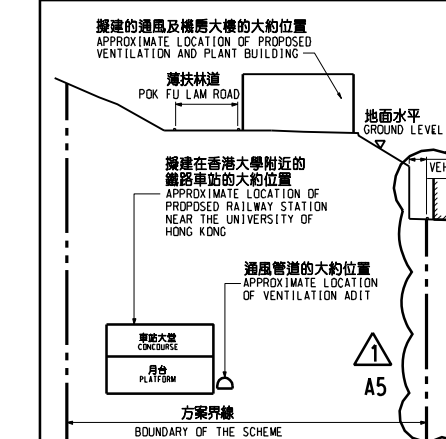 擬建的通風及機房大樓的大約位置
APPROXIMATE LOCATION OF PROPOSED
VENTILATION AND PLANT BUILDING
薄扶林道
POK FU LAM ROAD
地面水平
GROUND LEVEL
VEH
擬建在香港大學附近的
鐵路車站的大約位置
APPROXIMATE LOCATION OF
PROPOSED RAILWAY STATION
NEAR THE UNIVERSITY OF
HONG KONG
通風管道的大約位置
APPROXIMATE LOCATION
OF VENTILATION ADIT
車站大堂
CONCOURSE
月台
PLATFORM
1
A5
方案界線
BOUNDARY OF THE SCHEME